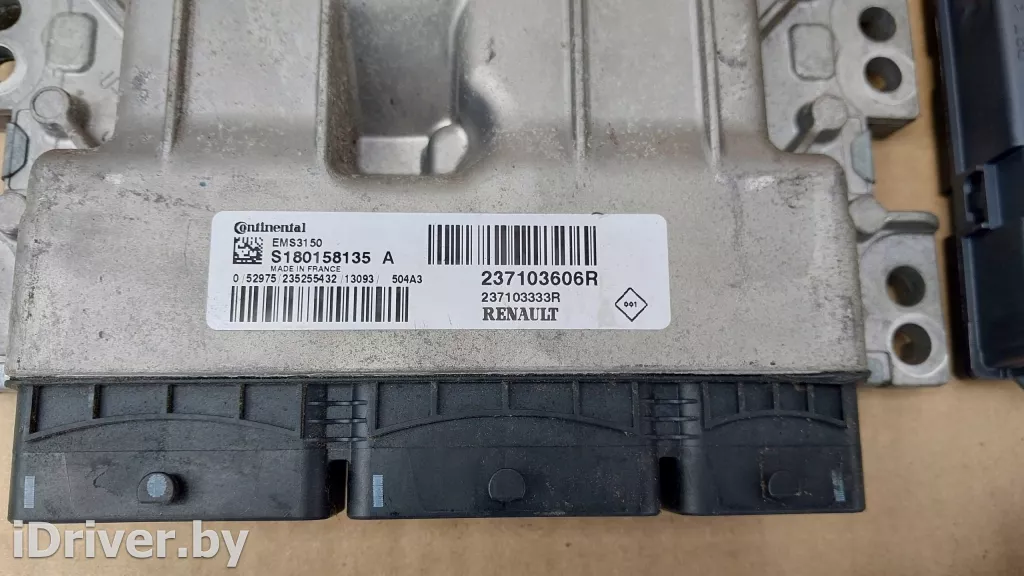 Continental
EMS3150
S180158135 A
MADE IN FRANCE
0/52975/235255432/13093/ 504A3
237103606R
237103333R
RENAULT
001
iDriver.by